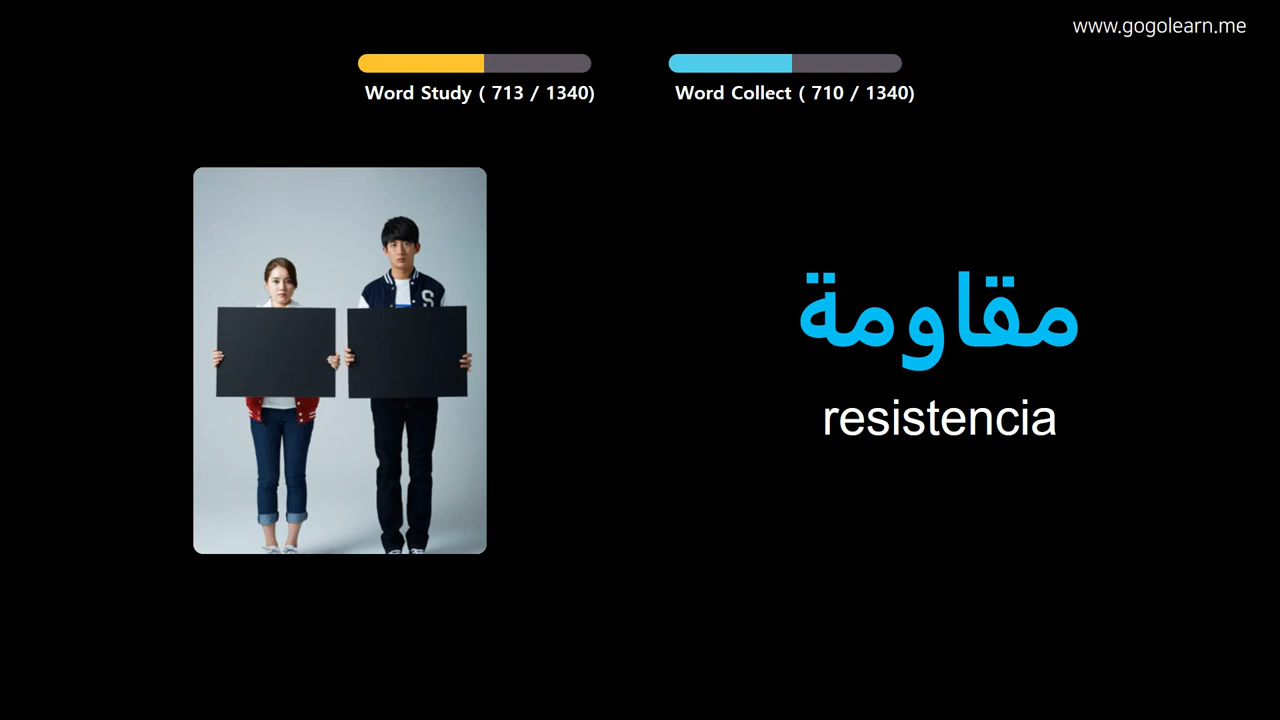 www.gogolearn.me
Word Study ( 713 / 1340)
Word Collect ( 710 / 1340)
S
مقاومة
resistencia